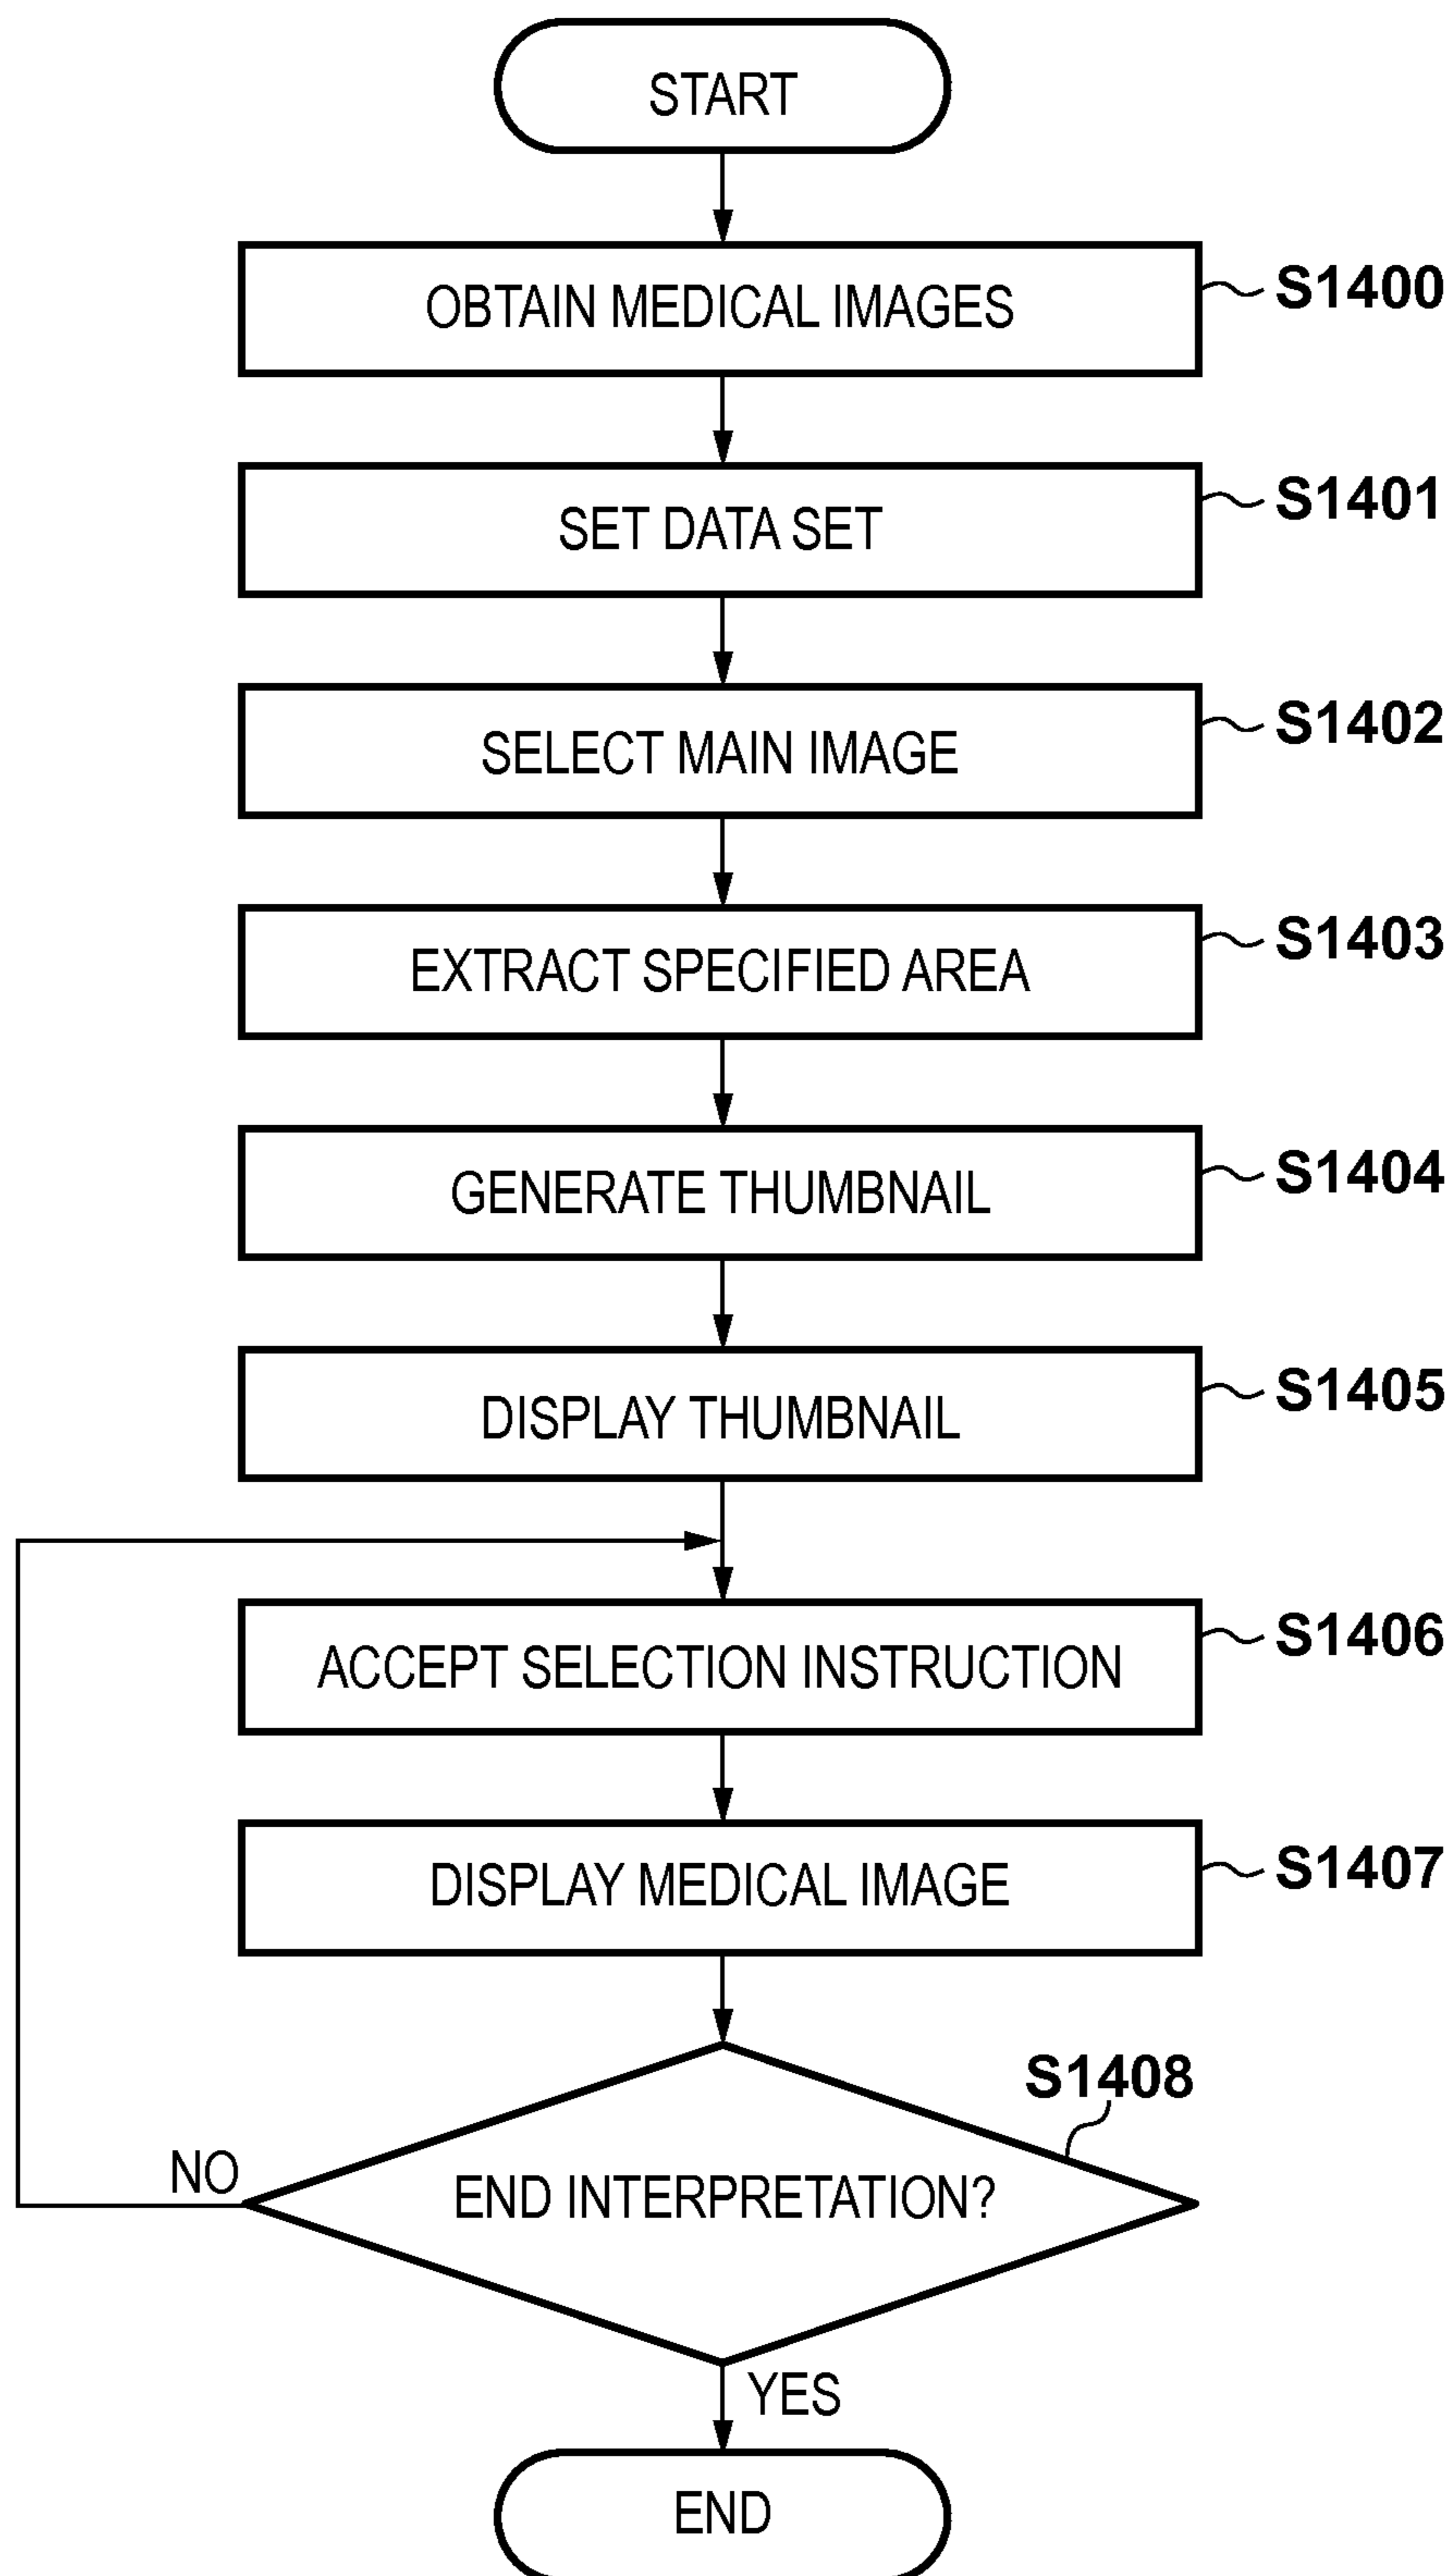 START
OBTAIN MEDICAL IMAGES
S1400
SET DATA SET
S1401
SELECT MAIN IMAGE
S1402
EXTRACT SPECIFIED AREA
S1403
GENERATE THUMBNAIL
S1404
DISPLAY THUMBNAIL
S1405
ACCEPT SELECTION INSTRUCTION
S1406
DISPLAY MEDICAL IMAGE
S1407
S1408
NO
END INTERPRETATION?
YES
END